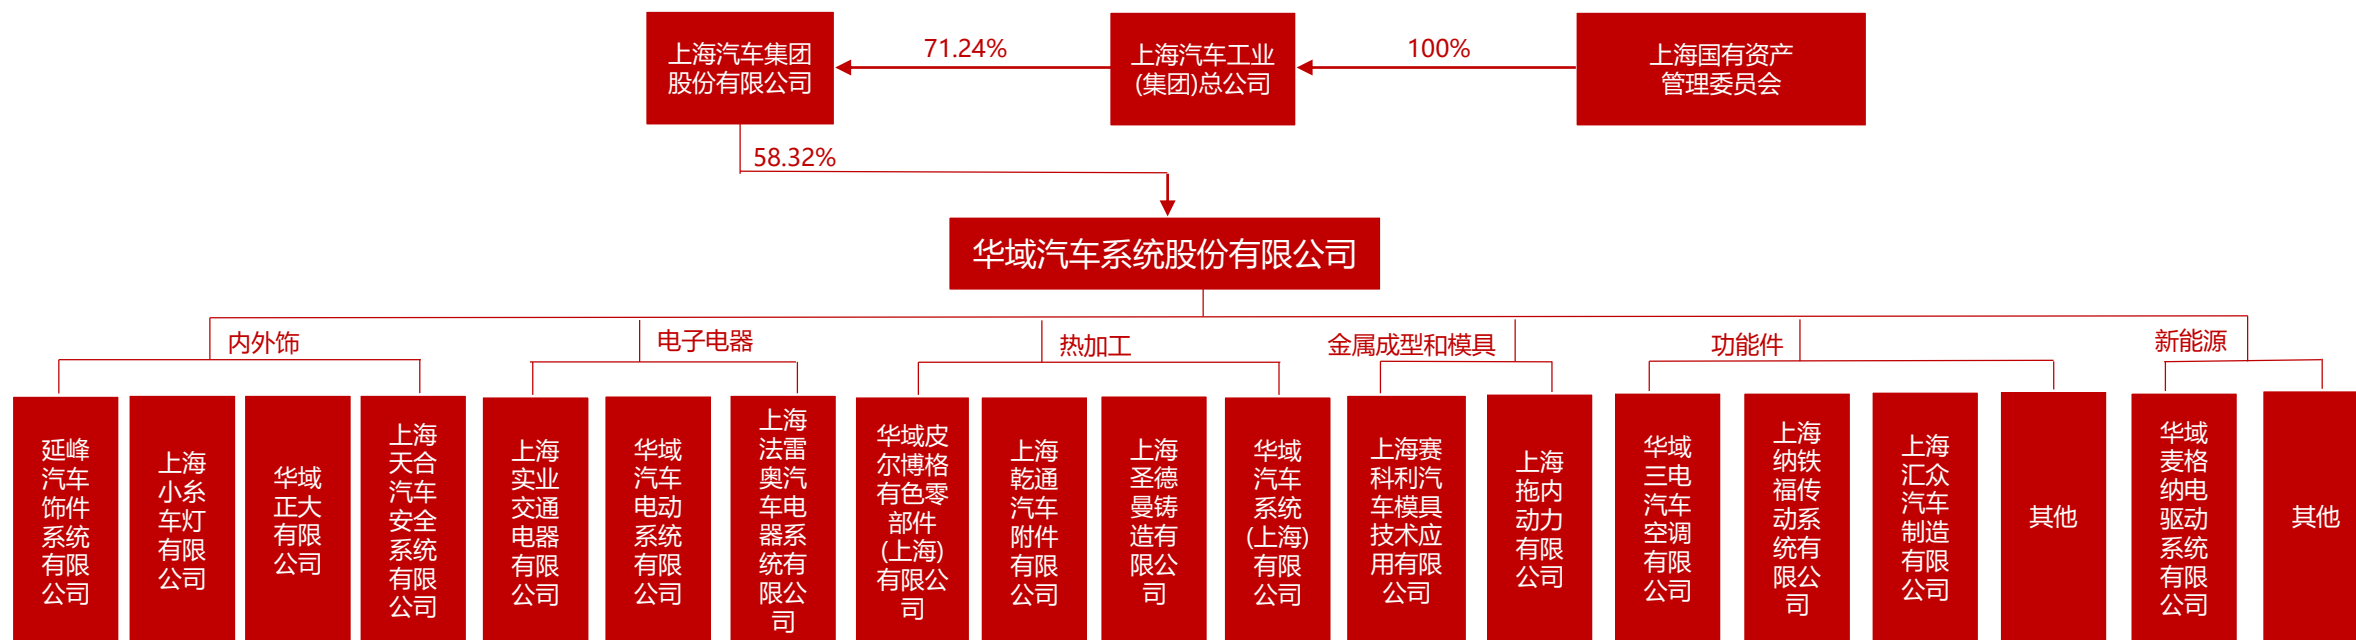 上海汽车集团
股份有限公司
71.24%
上海汽车工业
(集团)总公司
100%
上海国有资产
管理委员会
58.32%
华域汽车系统股份有限公司
内外饰
电子电器
热加工
金属成型和模具
功能件
新能源
延峰
汽车
饰件
系统
有限
公司
上海
小系
车灯
有限
公司
华域
正大
有限
公司
上海
天合
汽车
安全
系统
有限
公司
上海
实业
交通
电器
有限
公司
华域
汽车
电动
系统
有限
公司
上海
法雷
奥汽
车电
器系
统有
限公
司
华域皮
尔博格
有色零
部件
(上海)
有限公
司
上海
乾通
汽车
附件
有限
公司
上海
圣德
曼铸
造有
限公
司
华域
汽车
系统
(上海)
有限
公司
上海赛
科利汽
车模具
技术应
用有限
公司
上海
拖内
动力
有限
公司
华域
三电
汽车
空调
有限
公司
上海
纳铁
福传
动系
统有
限公
司
上海
汇众
汽车
制造
有限
公司
其他
华域
麦格
纳电
驱动
系统
有限
公司
其他